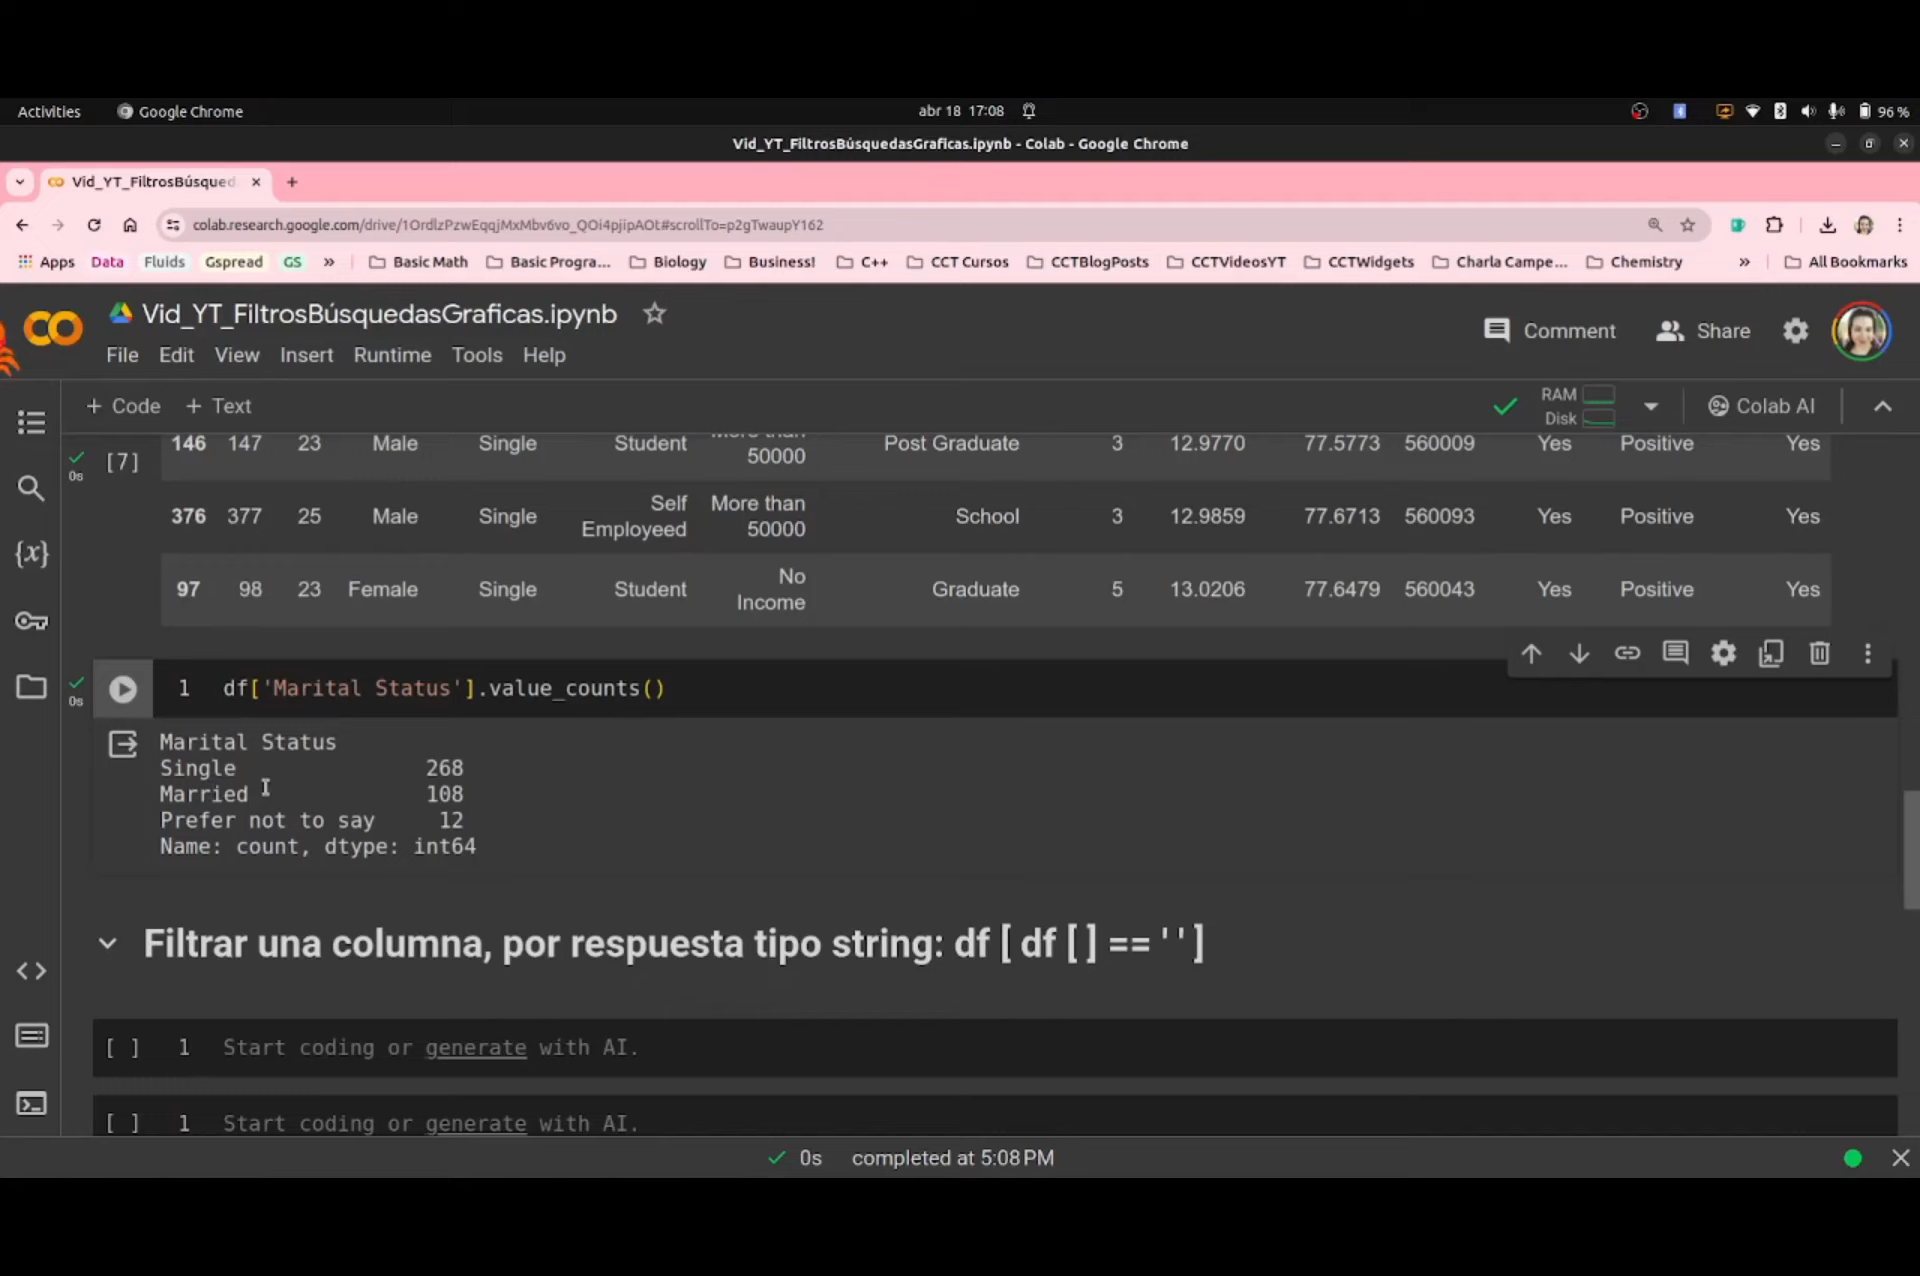 Activities Google Chrome abr 18 17:08 96 %
Vid_YT_FiltrosBúsquedasGraficas.ipynb - Colab - Google Chrome
Vid_YT_FiltrosBúsqued
colab.research.google.com/drive/1OrdlzPzwEqqjMxMbv6vo_QOi4pjipAOt#scrollTo=p2gTwaupY162
Apps Data Fluids Gspread GS » Basic Math Basic Progra... Biology Business! C++ CCT Cursos CCTBlogPosts CCTVideosYT CCTWidgets Charla Campe... Chemistry » All Bookmarks
Vid_YT_FiltrosBúsquedasGraficas.ipynb
Comment Share
File Edit View Insert Runtime Tools Help
+ Code + Text RAM Disk Colab AI
0s [7] 146 147 23 Male Single Student More than 50000 Post Graduate 3 12.9770 77.5773 560009 Yes Positive Yes
376 377 25 Male Single Self Employeed More than 50000 School 3 12.9859 77.6713 560093 Yes Positive Yes
97 98 23 Female Single Student No Income Graduate 5 13.0206 77.6479 560043 Yes Positive Yes
0s 1 df['Marital Status'].value_counts()
Marital Status
Single 268
Married 108
Prefer not to say 12
Name: count, dtype: int64
Filtrar una columna, por respuesta tipo string: df [ df [ ] == ' ' ]
[ ] 1 Start coding or generate with AI.
[ ] 1 Start coding or generate with AI.
0s completed at 5:08 PM